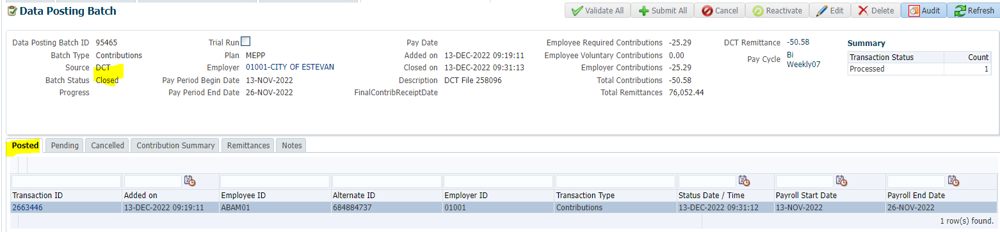 Data Posting Batch
Validate All Submit All Cancel Reactivate Edit Delete Audit Refresh
Data Posting Batch ID 95465 Trial Run Pay Date Employee Required Contributions -25.29 DCT Remittance -50.58 Summary
Batch Type Contributions Plan MEPP Added on 13-DEC-2022 09:19:11 Employee Voluntary Contributions 0.00 Pay Cycle Bi Weekly07 Transaction Status Count
Source DCT Employer 01001-CITY OF ESTEVAN Closed on 13-DEC-2022 09:31:13 Employer Contributions -25.29 Processed 1
Batch Status Closed Pay Period Begin Date 13-NOV-2022 Description DCT File 258096 Total Contributions -50.58
Progress Pay Period End Date 26-NOV-2022 FinalContribReceiptDate Total Remittances 76,052.44
Posted Pending Cancelled Contribution Summary Remittances Notes
Transaction ID Added on Employee ID Alternate ID Employer ID Transaction Type Status Date / Time Payroll Start Date Payroll End Date
2663446 13-DEC-2022 09:19:11 ABAM01 684884737 01001 Contributions 13-DEC-2022 09:31:12 13-NOV-2022 26-NOV-2022
1 row(s) found.